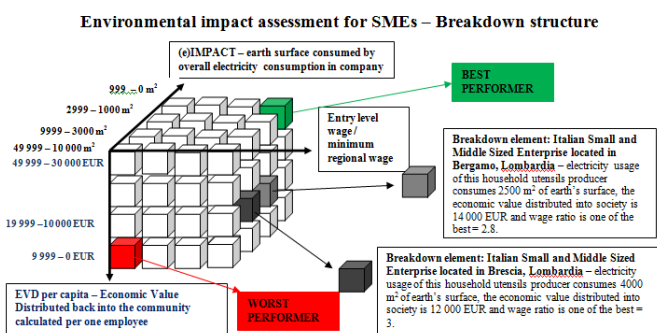 Environmental impact assessment for SMEs – Breakdown structure
(e)IMPACT – earth surface consumed by
overall electricity consumption in company
999 – 0 m²
2999 – 1000 m²
9999 – 3000 m²
49 999 – 10 000 m²
49 999 – 30 000 EUR
19 999 –10 000 EUR
9 999 – 0 EUR
BEST
PERFORMER
Entry level
wage /
minimum
regional wage
Breakdown element: Italian Small and
Middle Sized Enterprise located in
Bergamo, Lombardia – electricity usage
of this household utensils producer
consumes 2500 m² of earth's surface, the
economic value distributed into society is
14 000 EUR and wage ratio is one of the
best= 2.8.
Breakdown element: Italian Small and Middle Sized
Enterprise located in Brescia, Lombardia – electricity
usage of this household utensils producer consumes 4000
m² of earth's surface, the economic value distributed into
society is 12 000 EUR and wage ratio is one of the best =
3.
EVD per capita – Economic Value
Distributed back into the community
calculated per one employee
WORST
PERFORMER